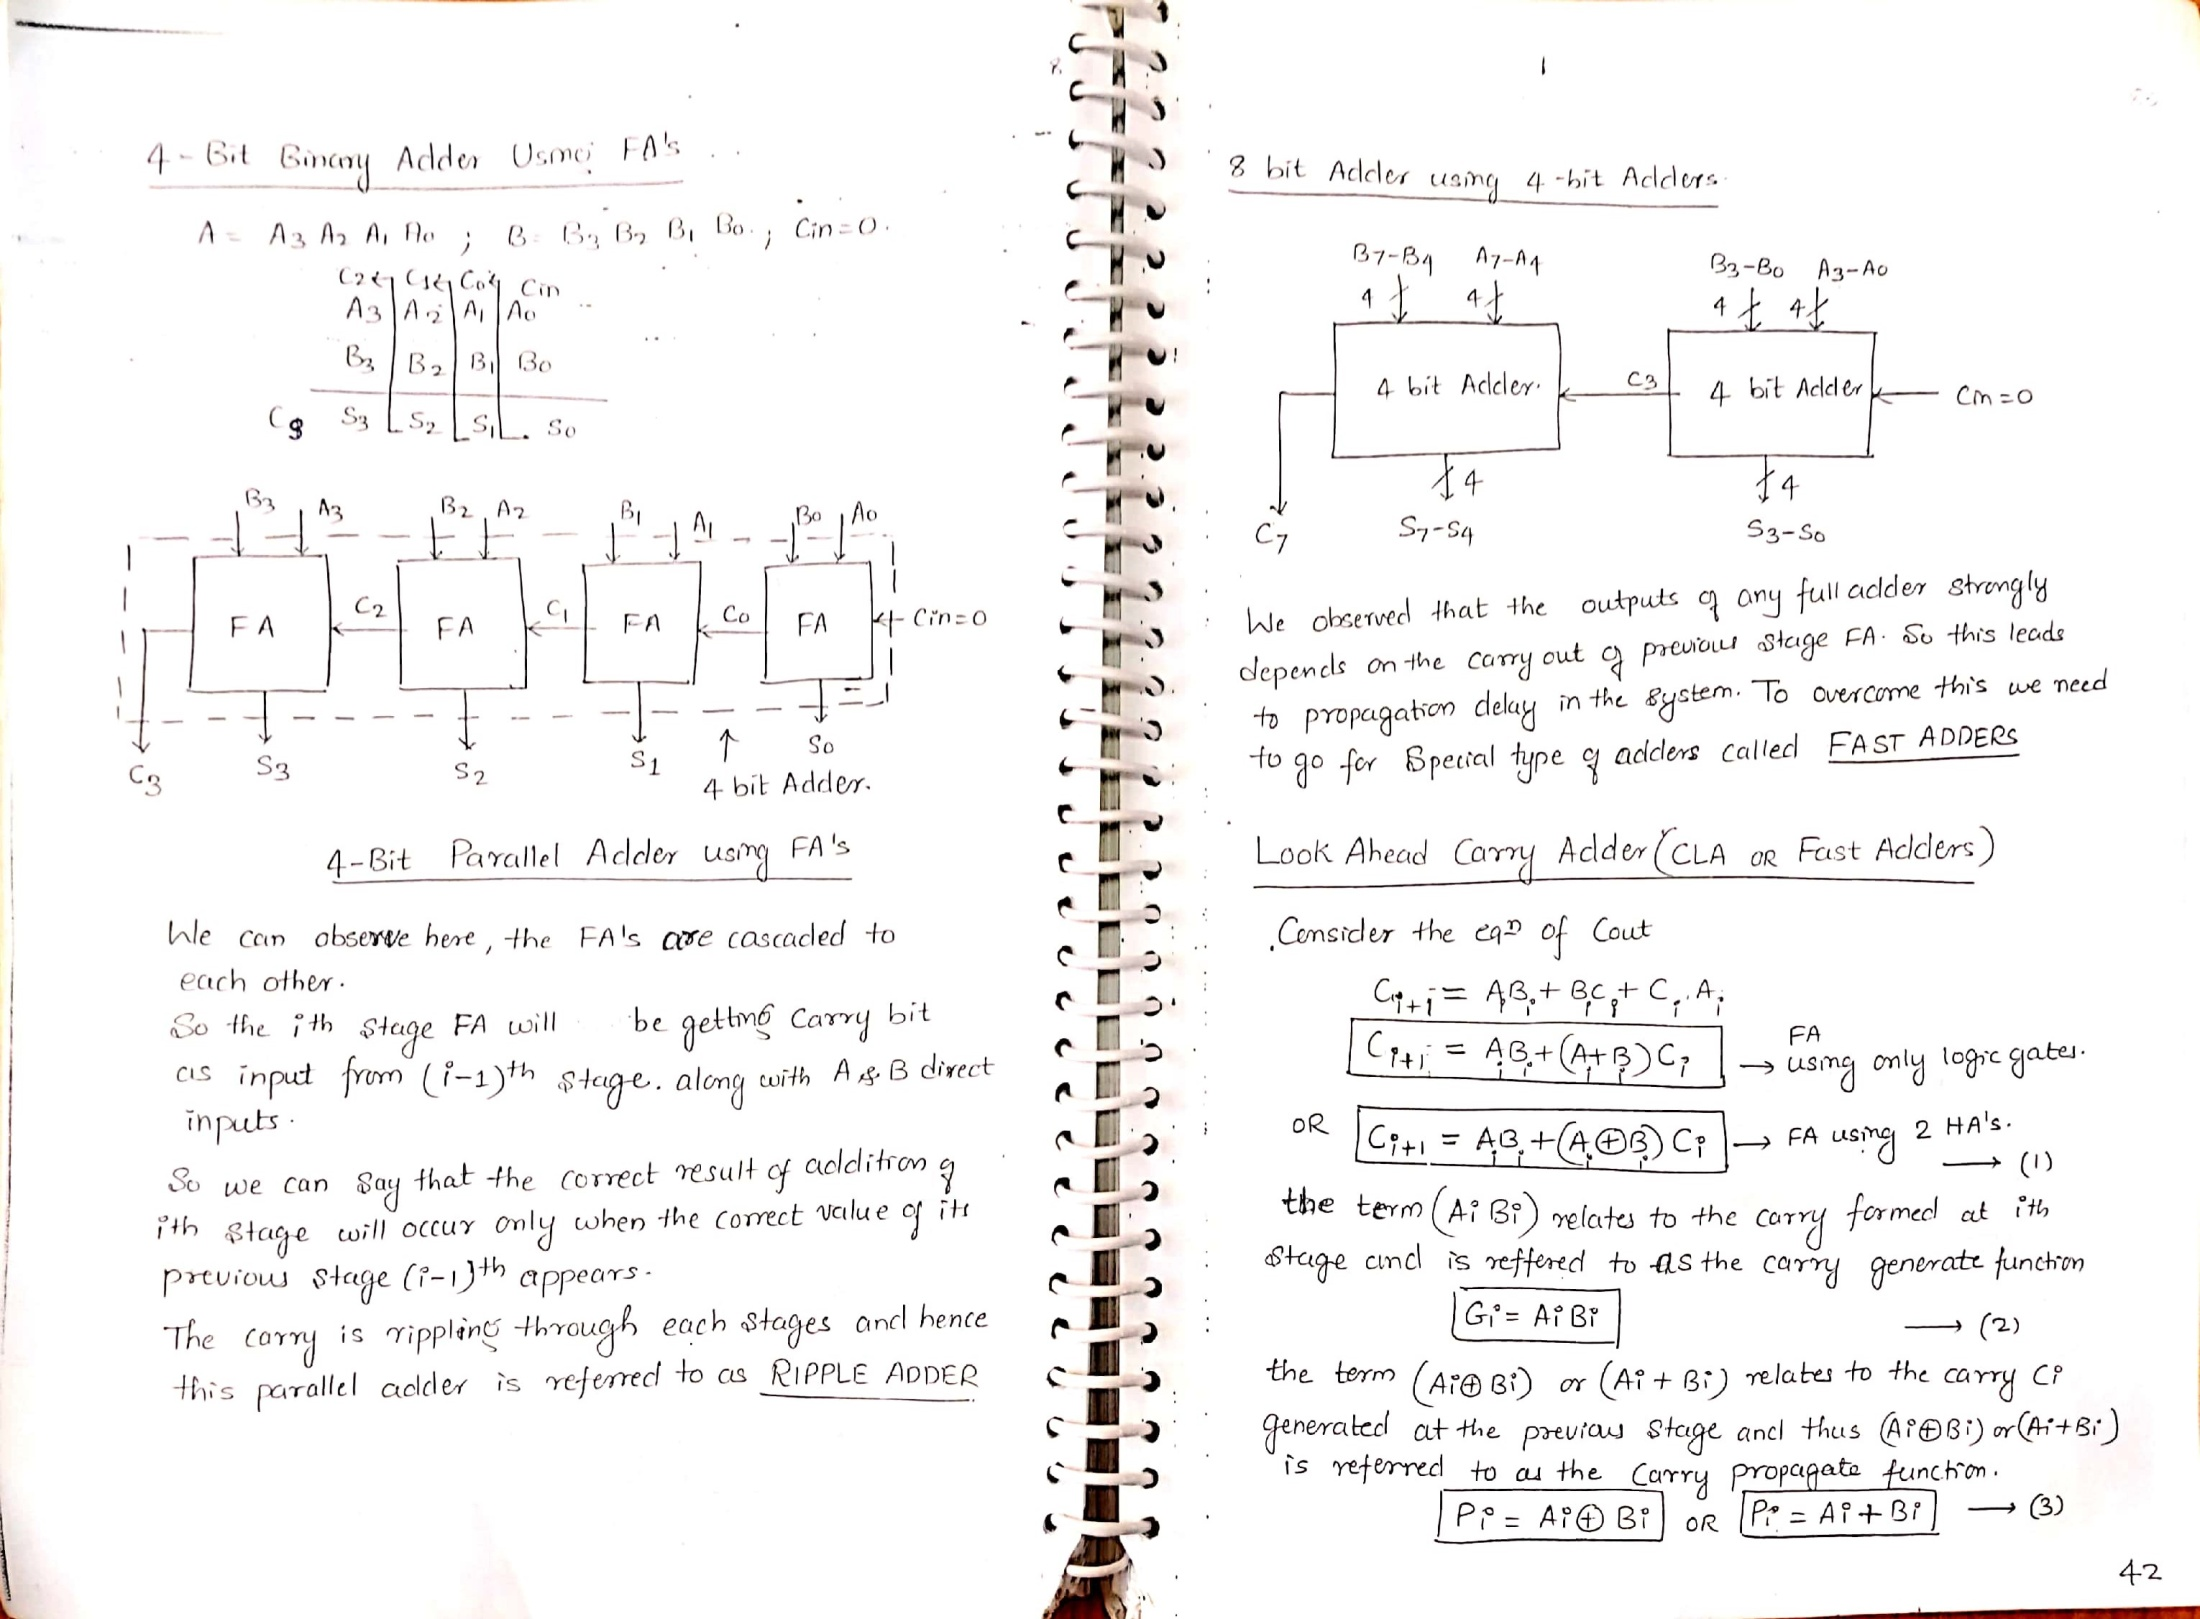 4-Bit Binary Adder Using FA's
A = A3 A2 A1 A0 ; B = B3 B2 B1 B0 ; Cin=0.
C2 C1 C0 Cin
A3 A2 A1 A0
B3 B2 B1 B0
C3 S3 S2 S1 S0
B3 A3 B2 A2 B1 A1 B0 A0
FA C2 FA C1 FA C0 FA Cin=0
C3 S3 S2 S1 S0
4 bit Adder.
4-Bit Parallel Adder using FA's
We can observe here, the FA's are cascaded to
each other.
So the ith stage FA will be getting carry bit
as input from (i-1)th stage. along with A & B direct
inputs.
So we can say that the correct result of addition of
ith stage will occur only when the correct value of its
previous stage (i-1)th appears.
The carry is rippling through each stages and hence
this parallel adder is referred to as RIPPLE ADDER
8 bit Adder using 4-bit Adders.
B7-B4 A7-A4 B3-B0 A3-A0
4 4 4 4
4 bit Adder. C3 4 bit Adder Cin=0
4 4
C7 S7-S4 S3-S0
We observed that the outputs of any full adder strongly
depends on the carry out of previous stage FA. So this leads
to propagation delay in the system. To overcome this we need
to go for Special type of adders called FAST ADDERS
Look Ahead Carry Adder (CLA OR Fast Adders)
Consider the eqn of Cout
Ci+1 = AiBi + BiCi + Ci.Ai
Ci+1 = AiBi + (Ai+Bi)Ci → FA using only logic gates.
OR Ci+1 = AiBi + (Ai⊕Bi) Ci → FA using 2 HA's.
→ (1)
the term (Ai Bi) relates to the carry formed at ith
stage and is reffered to as the carry generate function
Gi = Ai Bi → (2)
the term (Ai⊕Bi) or (Ai + Bi) relates to the carry Ci
generated at the previous stage and thus (Ai⊕Bi) or (Ai+Bi)
is referred to as the carry propagate function.
Pi = Ai⊕Bi OR Pi = Ai + Bi → (3)
42